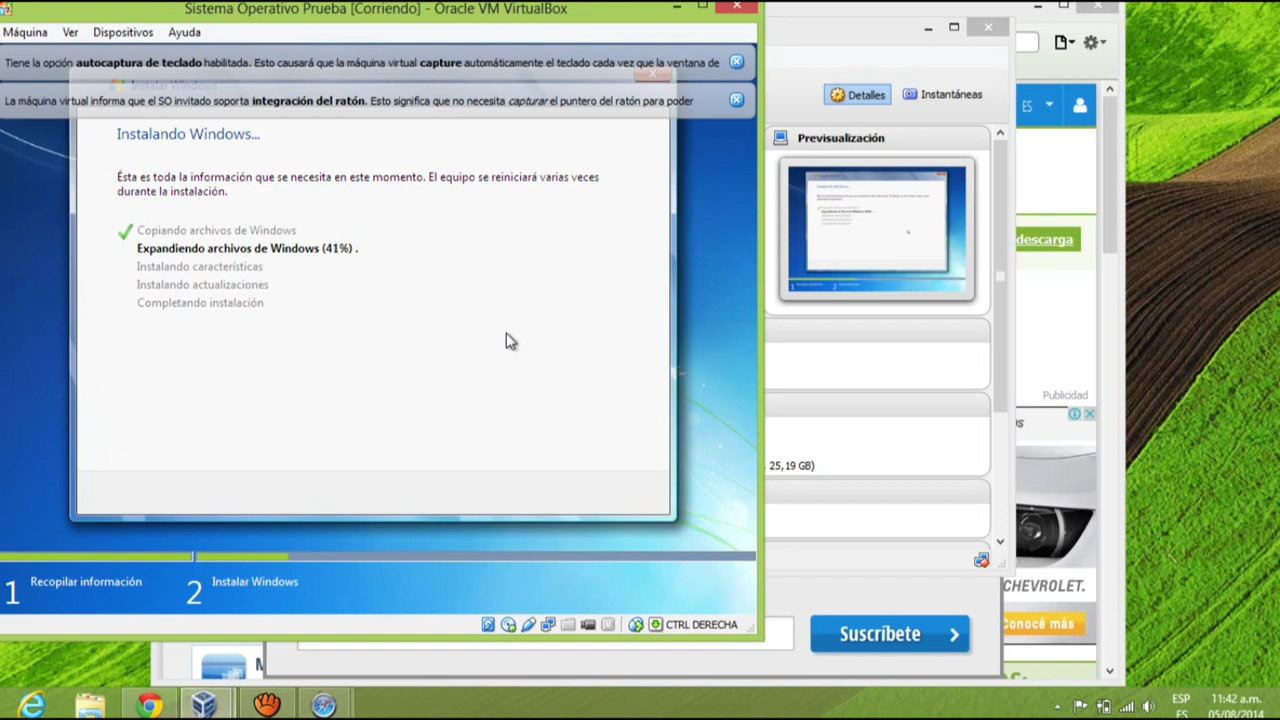 Sistema Operativo Prueba [Corriendo] - Oracle VM VirtualBox
Máquina Ver Dispositivos Ayuda
Tiene la opción autocaptura de teclado habilitada. Esto causará que la máquina virtual capture automáticamente el teclado cada vez que la ventana de
Instalar Windows
La máquina virtual informa que el SO invitado soporta integración del ratón. Esto significa que no necesita capturar el puntero del ratón para poder
Instalando Windows...
Ésta es toda la información que se necesita en este momento. El equipo se reiniciará varias veces
durante la instalación.
Copiando archivos de Windows
Expandiendo archivos de Windows (41%) .
Instalando características
Instalando actualizaciones
Completando instalación
1 Recopilar información
2 Instalar Windows
CTRL DERECHA
Detalles
Instantáneas
Previsualización
25,19 GB)
ES
descarga
Publicidad
CHEVROLET.
Conocé más
Suscríbete
M
ESP
ES
11:42 a.m.
05/08/2014